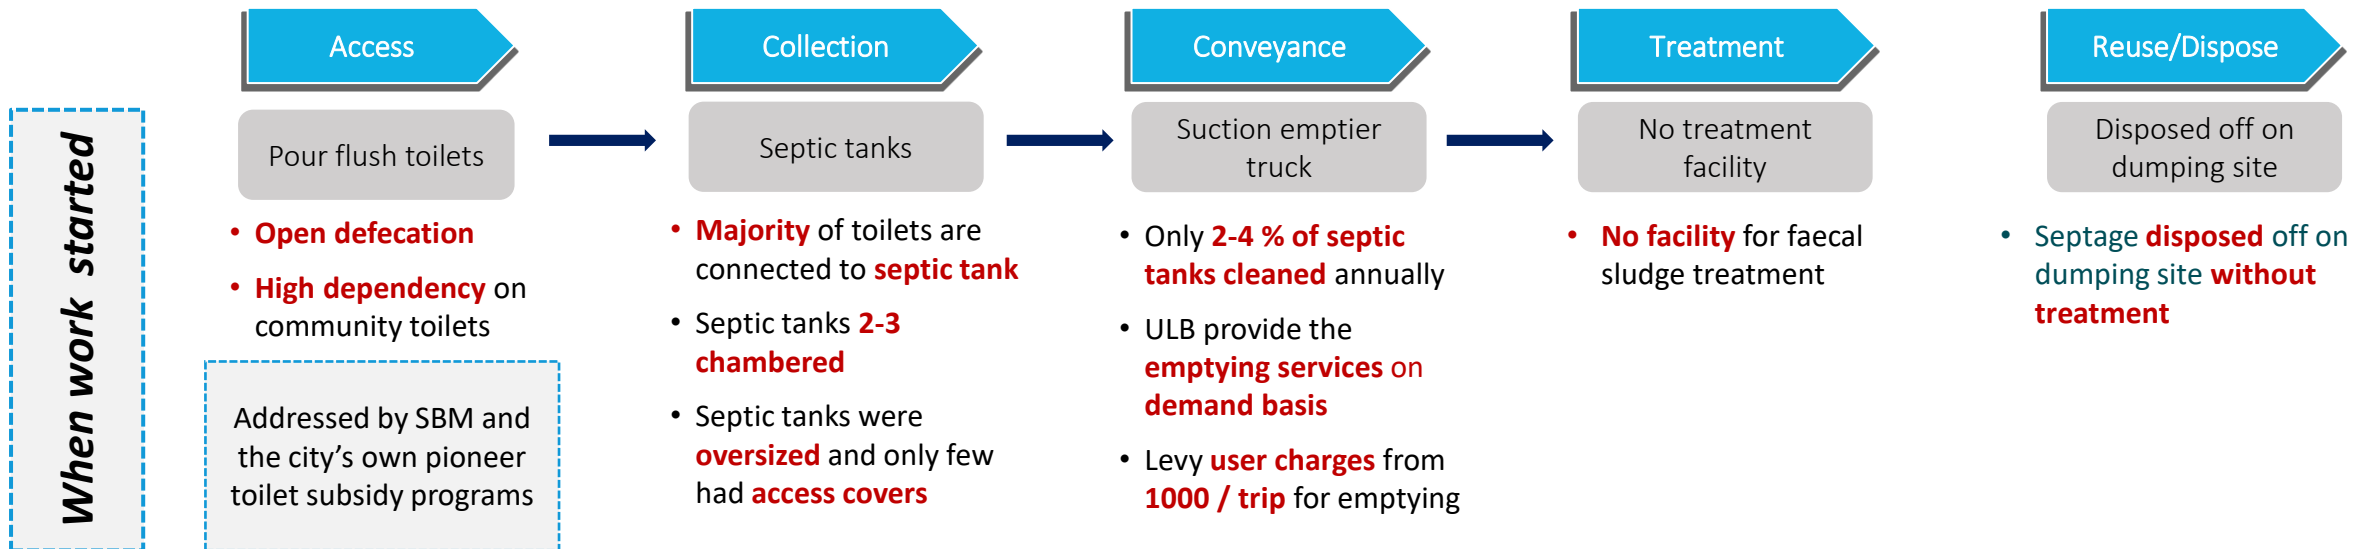 Access
Collection
Conveyance
Treatment
Reuse/Dispose
When work started
Pour flush toilets
Septic tanks
Suction emptier
truck
No treatment
facility
Disposed off on
dumping site
• Open defecation
• High dependency on
community toilets
Addressed by SBM and
the city’s own pioneer
toilet subsidy programs
• Majority of toilets are
connected to septic tank
• Septic tanks 2-3
chambered
• Septic tanks were
oversized and only few
had access covers
• Only 2-4 % of septic
tanks cleaned annually
• ULB provide the
emptying services on
demand basis
• Levy user charges from
1000 / trip for emptying
• No facility for faecal
sludge treatment
• Septage disposed off on
dumping site without
treatment